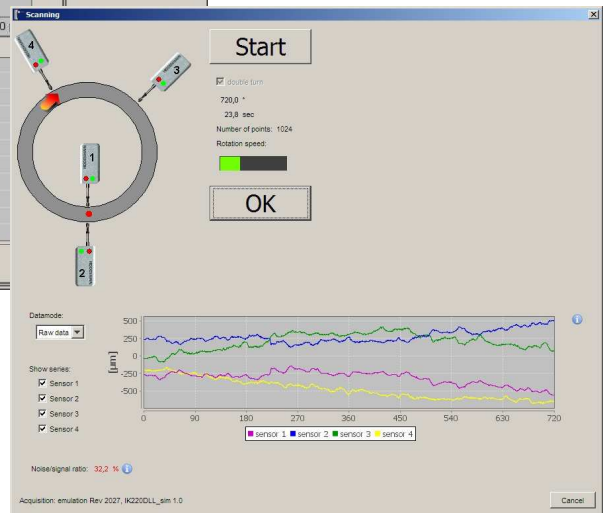 Scanning
4
3
1
2
Start
double turn
720,0 °
23,8 sec
Number of points: 1024
Rotation speed:
OK
Datamode:
Raw data
Show series:
Sensor 1
Sensor 2
Sensor 3
Sensor 4
[µm]
500
250
0
-250
-500
0 90 180 270 360 450 540 630 720
sensor 1 sensor 2 sensor 3 sensor 4
Noise/signal ratio: 32,2 %
Acquisition: emulation Rev 2027, IK220DLL_sim 1.0
Cancel